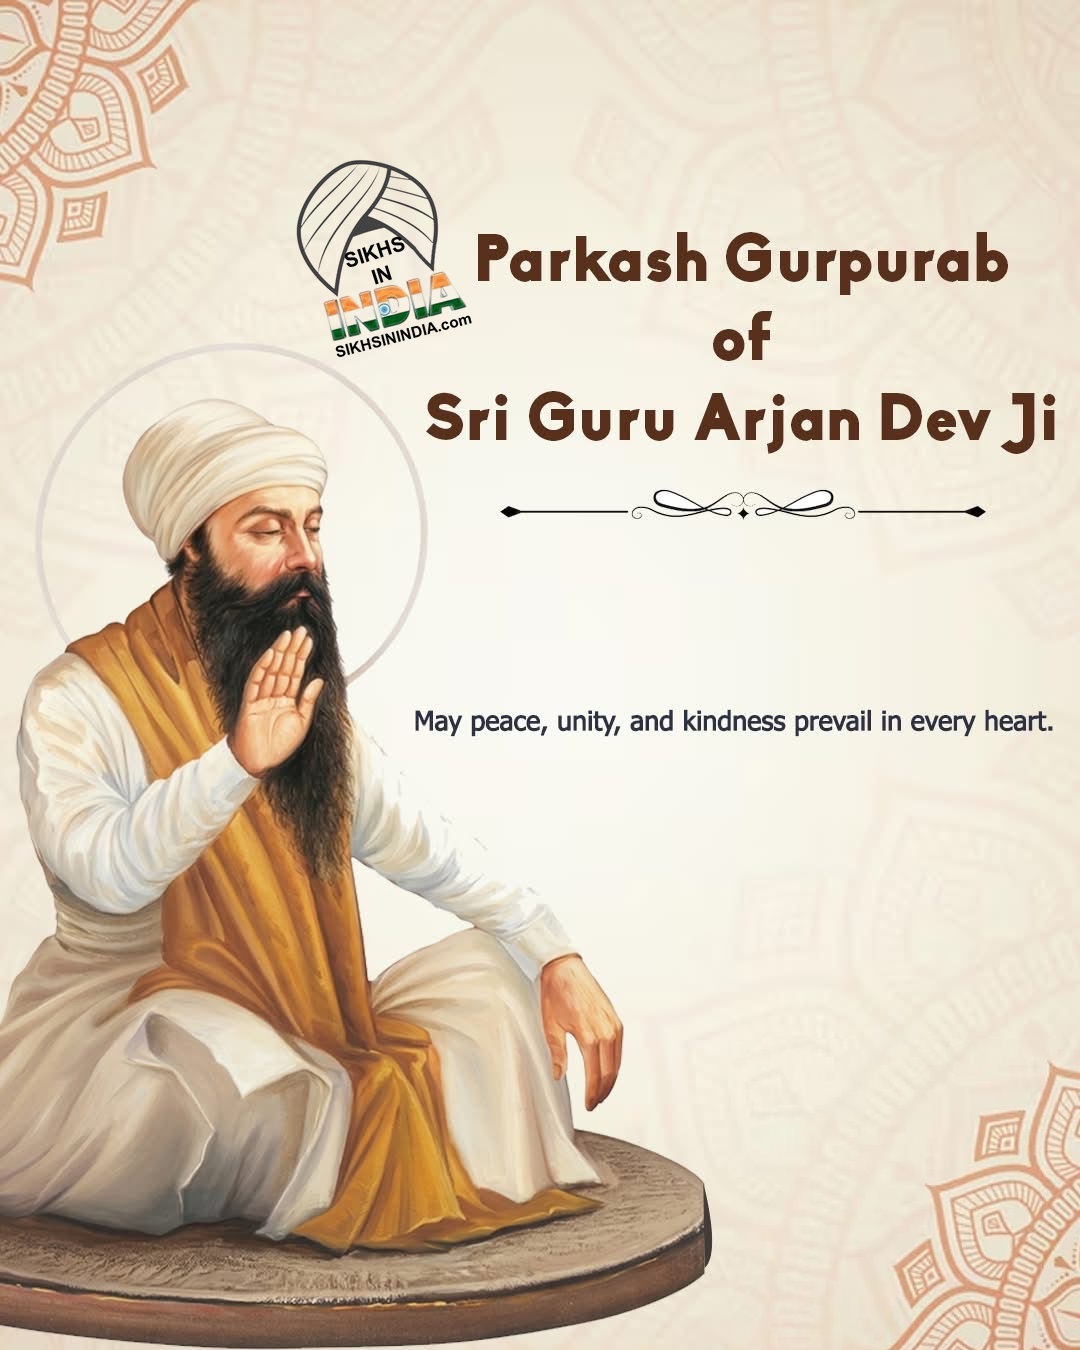 SIKHS
IN
INDIA
SIKHSININDIA.com
Parkash Gurpurab
of
Sri Guru Arjan Dev Ji
May peace, unity, and kindness prevail in every heart.